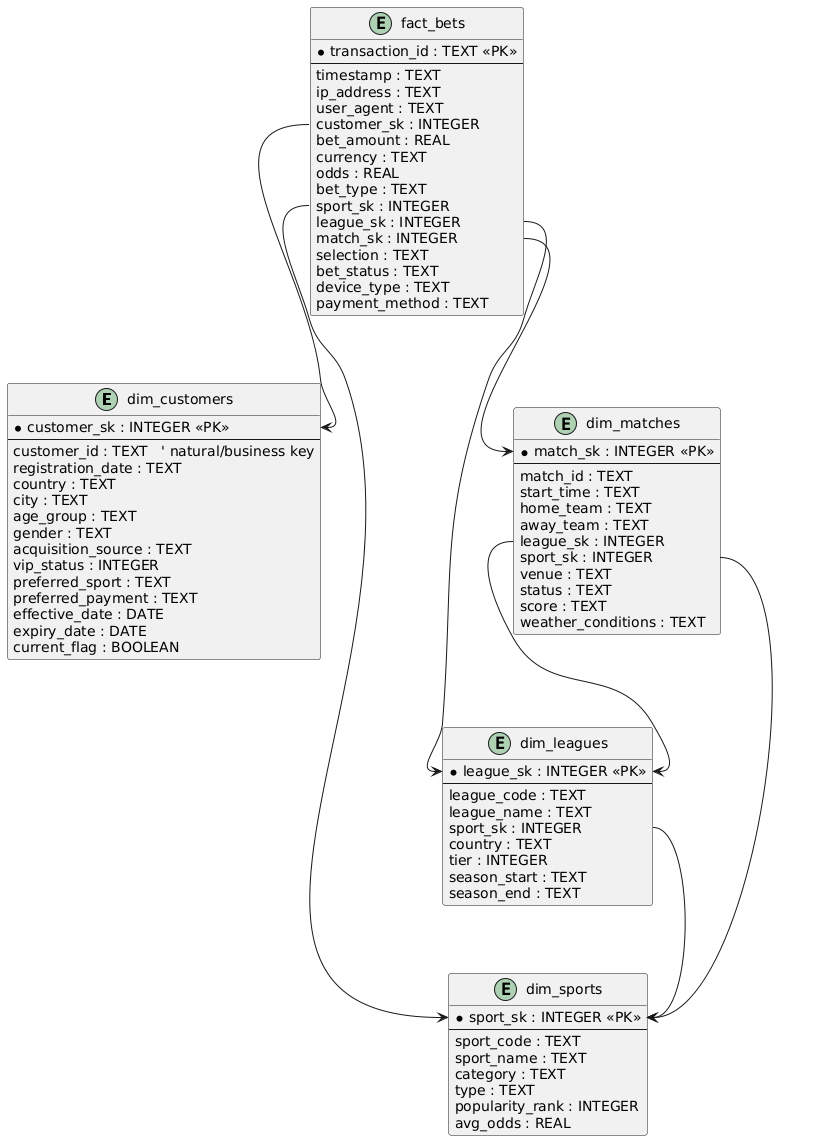 E fact_bets
* transaction_id : TEXT «PK»
timestamp : TEXT
ip_address : TEXT
user_agent : TEXT
customer_sk : INTEGER
bet_amount : REAL
currency : TEXT
odds : REAL
bet_type : TEXT
sport_sk : INTEGER
league_sk : INTEGER
match_sk : INTEGER
selection : TEXT
bet_status : TEXT
device_type : TEXT
payment_method : TEXT
E dim_customers
* customer_sk : INTEGER «PK»
customer_id : TEXT   ' natural/business key
registration_date : TEXT
country : TEXT
city : TEXT
age_group : TEXT
gender : TEXT
acquisition_source : TEXT
vip_status : INTEGER
preferred_sport : TEXT
preferred_payment : TEXT
effective_date : DATE
expiry_date : DATE
current_flag : BOOLEAN
E dim_matches
* match_sk : INTEGER «PK»
match_id : TEXT
start_time : TEXT
home_team : TEXT
away_team : TEXT
league_sk : INTEGER
sport_sk : INTEGER
venue : TEXT
status : TEXT
score : TEXT
weather_conditions : TEXT
E dim_leagues
* league_sk : INTEGER «PK»
league_code : TEXT
league_name : TEXT
sport_sk : INTEGER
country : TEXT
tier : INTEGER
season_start : TEXT
season_end : TEXT
E dim_sports
* sport_sk : INTEGER «PK»
sport_code : TEXT
sport_name : TEXT
category : TEXT
type : TEXT
popularity_rank : INTEGER
avg_odds : REAL